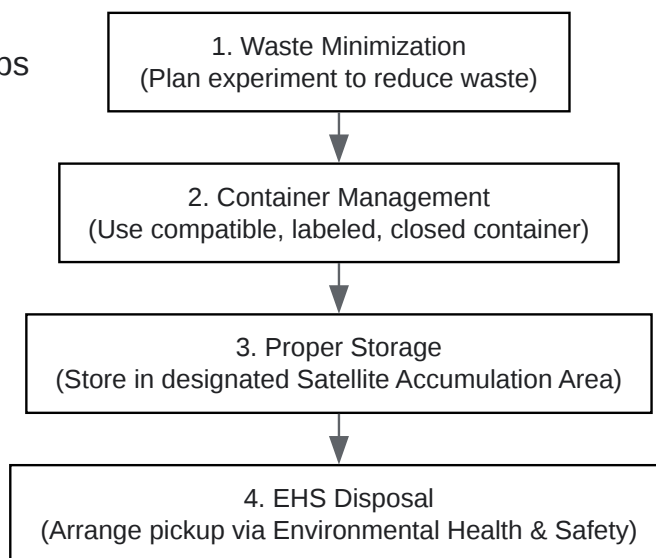 1. Waste Minimization
(Plan experiment to reduce waste)
2. Container Management
(Use compatible, labeled, closed container)
3. Proper Storage
(Store in designated Satellite Accumulation Area)
4. EHS Disposal
(Arrange pickup via Environmental Health & Safety)